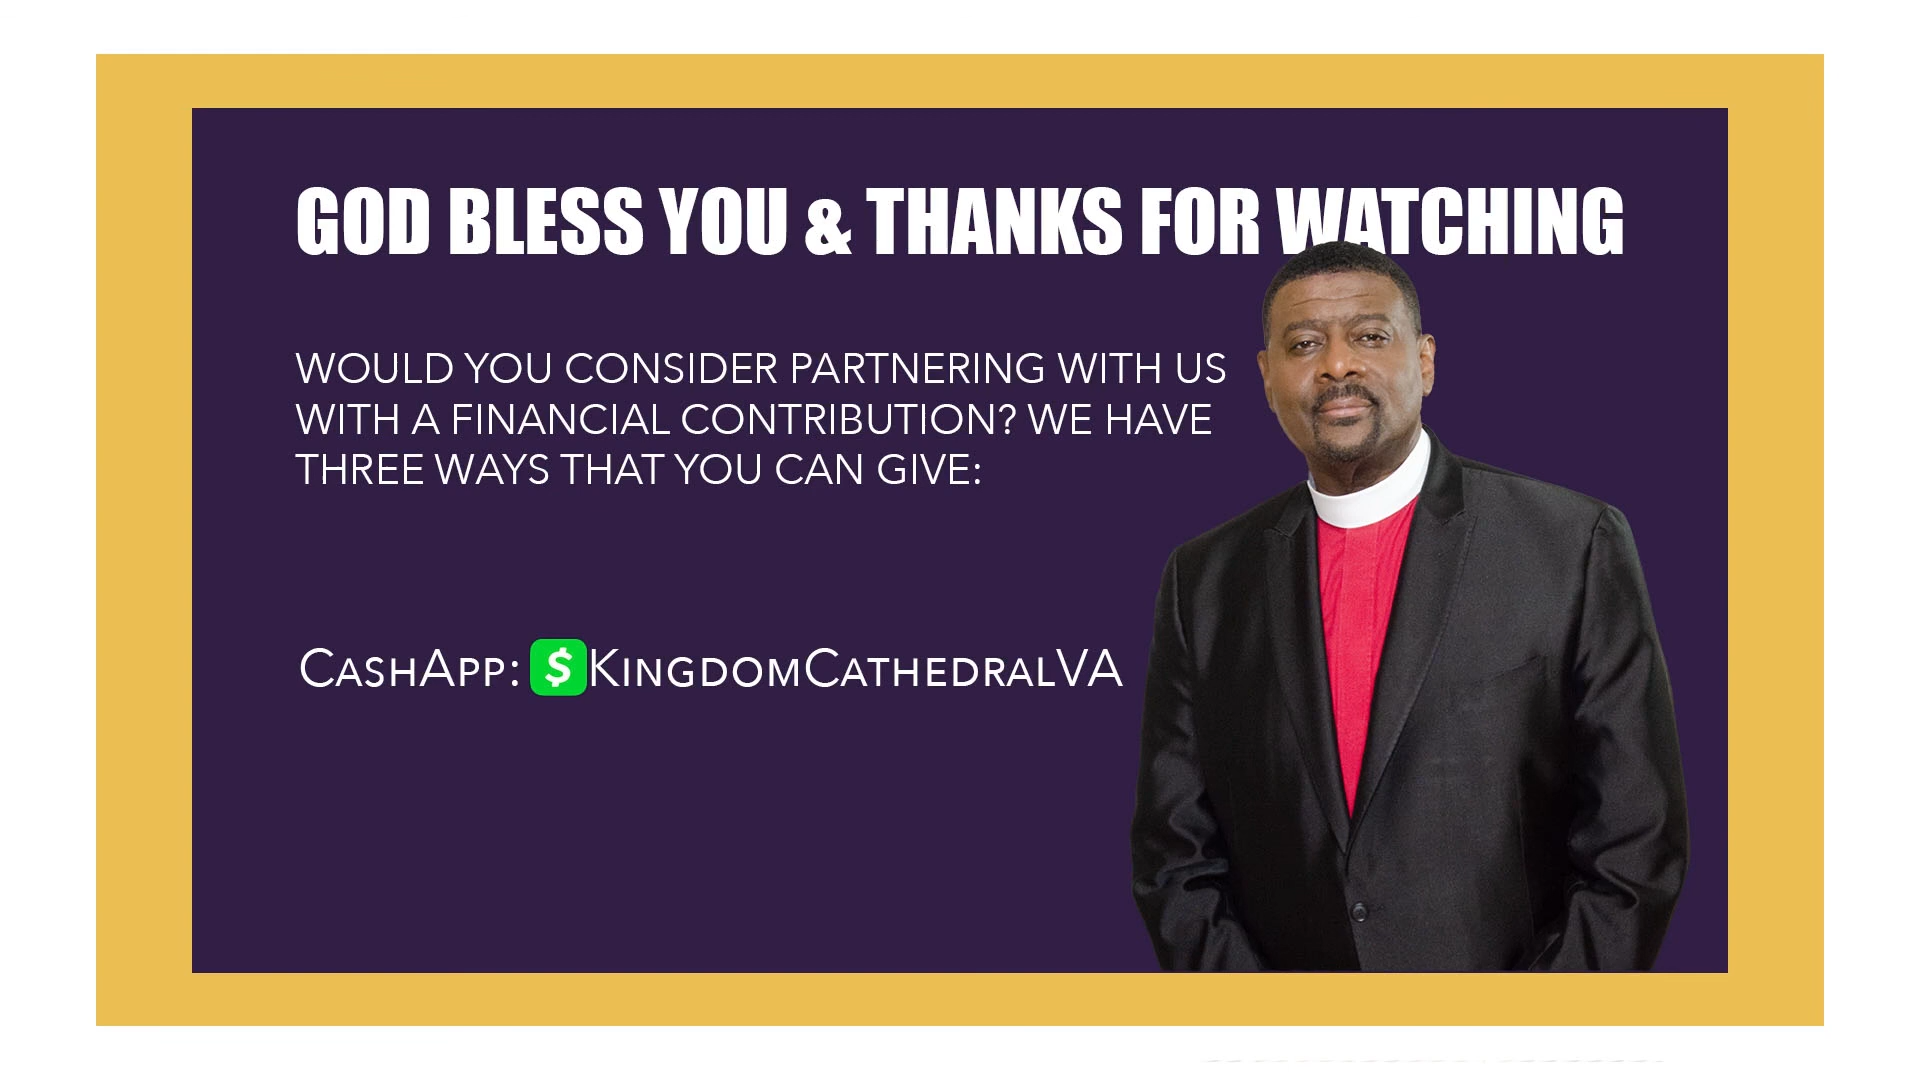 GOD BLESS YOU & THANKS FOR WATCHING
WOULD YOU CONSIDER PARTNERING WITH US
WITH A FINANCIAL CONTRIBUTION? WE HAVE
THREE WAYS THAT YOU CAN GIVE:
CASHAPP: $KINGDOMCATHEDRALVA